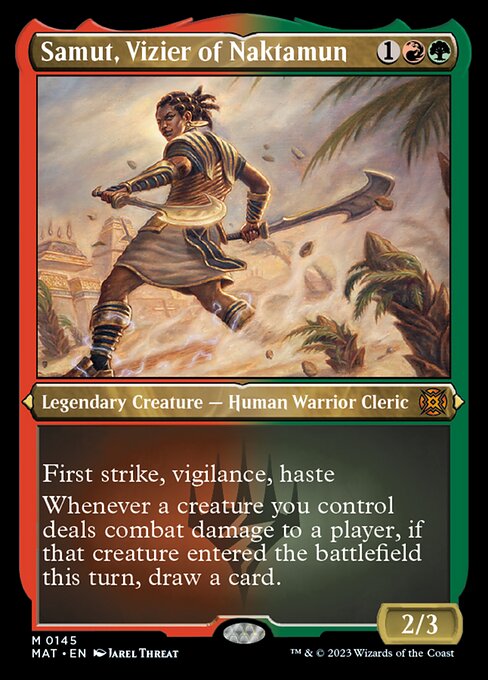 Samut, Vizier of Naktamun 1
Legendary Creature — Human Warrior Cleric
First strike, vigilance, haste
Whenever a creature you control
deals combat damage to a player, if
that creature entered the battlefield
this turn, draw a card.
2/3
M 0145
MAT • EN Jarel Threat
™ & © 2023 Wizards of the Coast